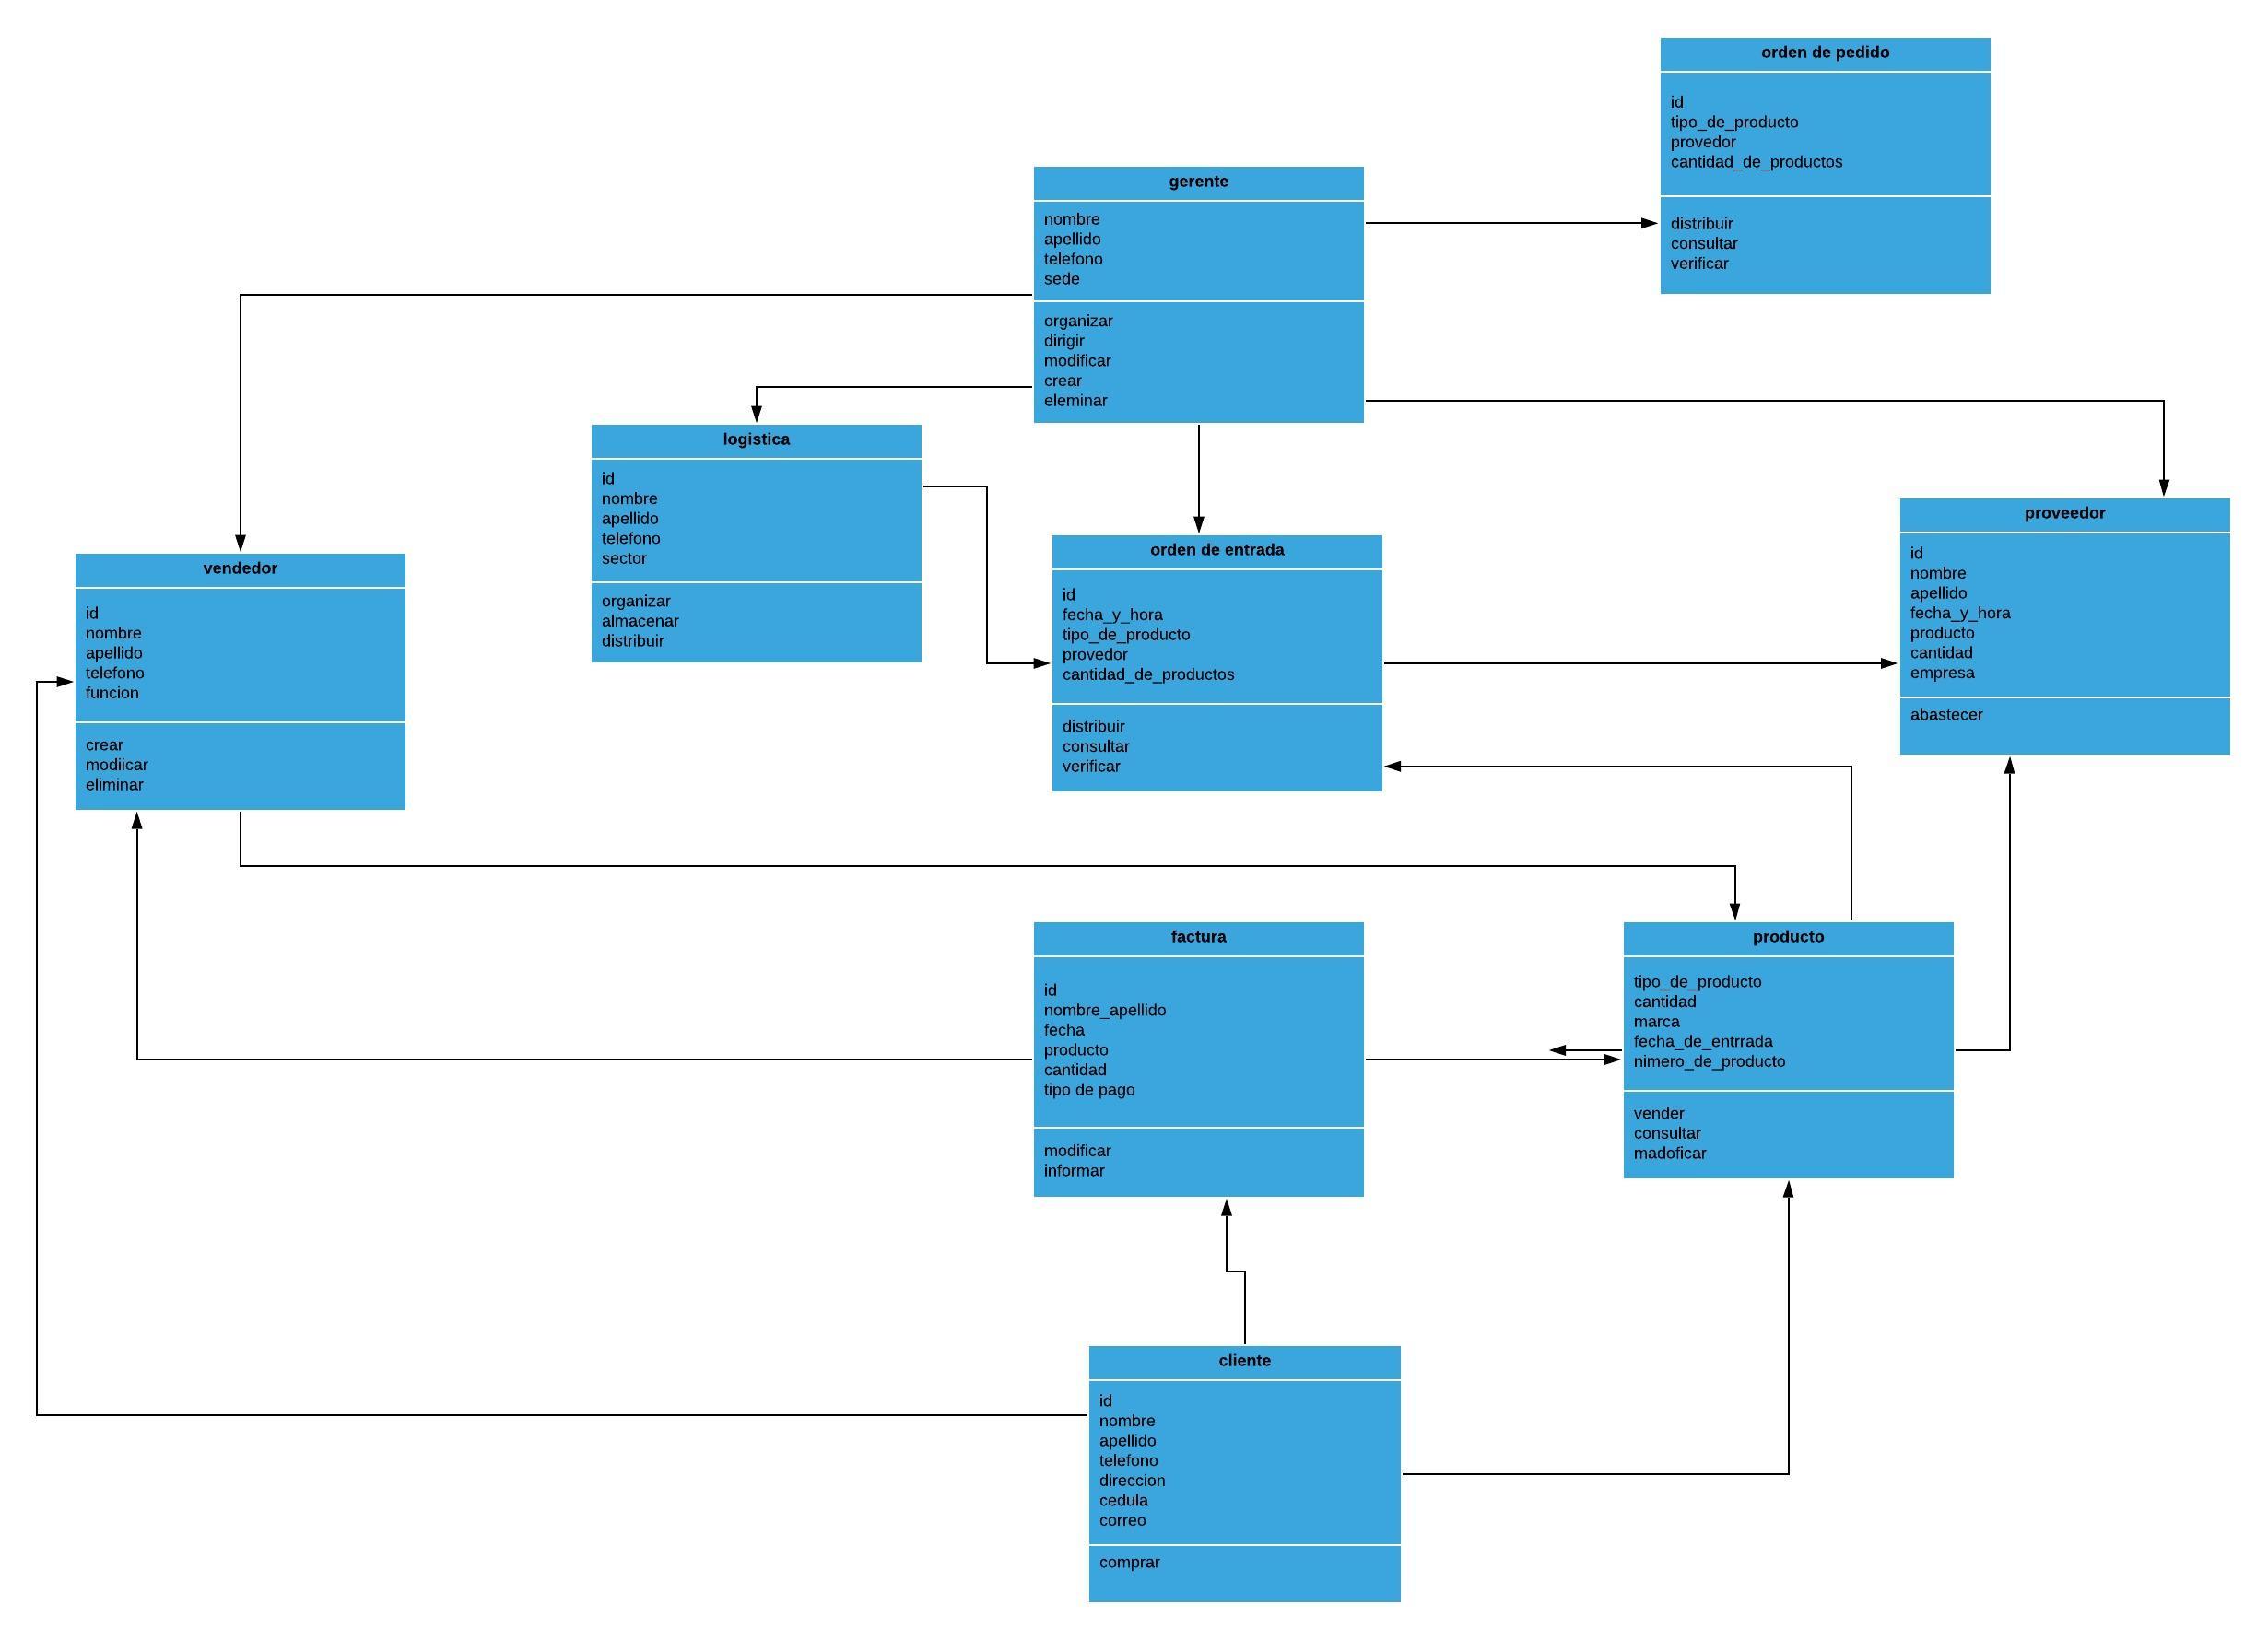 orden de pedido
id
tipo_de_producto
provedor
cantidad_de_productos
distribuir
consultar
verificar
gerente
nombre
apellido
telefono
sede
organizar
dirigir
modificar
crear
eleminar
logistica
id
nombre
apellido
telefono
sector
organizar
almacenar
distribuir
proveedor
id
nombre
apellido
fecha_y_hora
producto
cantidad
empresa
abastecer
orden de entrada
id
fecha_y_hora
tipo_de_producto
provedor
cantidad_de_productos
distribuir
consultar
verificar
vendedor
id
nombre
apellido
telefono
funcion
crear
modiicar
eliminar
factura
id
nombre_apellido
fecha
producto
cantidad
tipo de pago
modificar
informar
producto
tipo_de_producto
cantidad
marca
fecha_de_entrrada
nimero_de_producto
vender
consultar
madoficar
cliente
id
nombre
apellido
telefono
direccion
cedula
correo
comprar